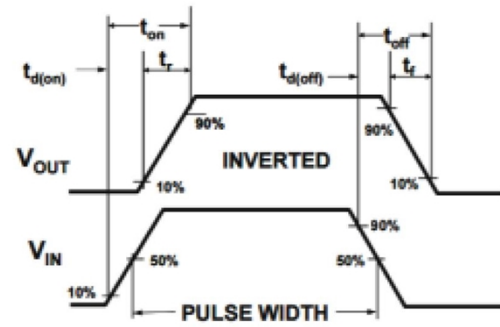 ton
toff
td(on)
tr
td(off)
tf
90%
90%
VOUT
INVERTED
10%
10%
90%
VIN
50%
50%
10%
PULSE WIDTH